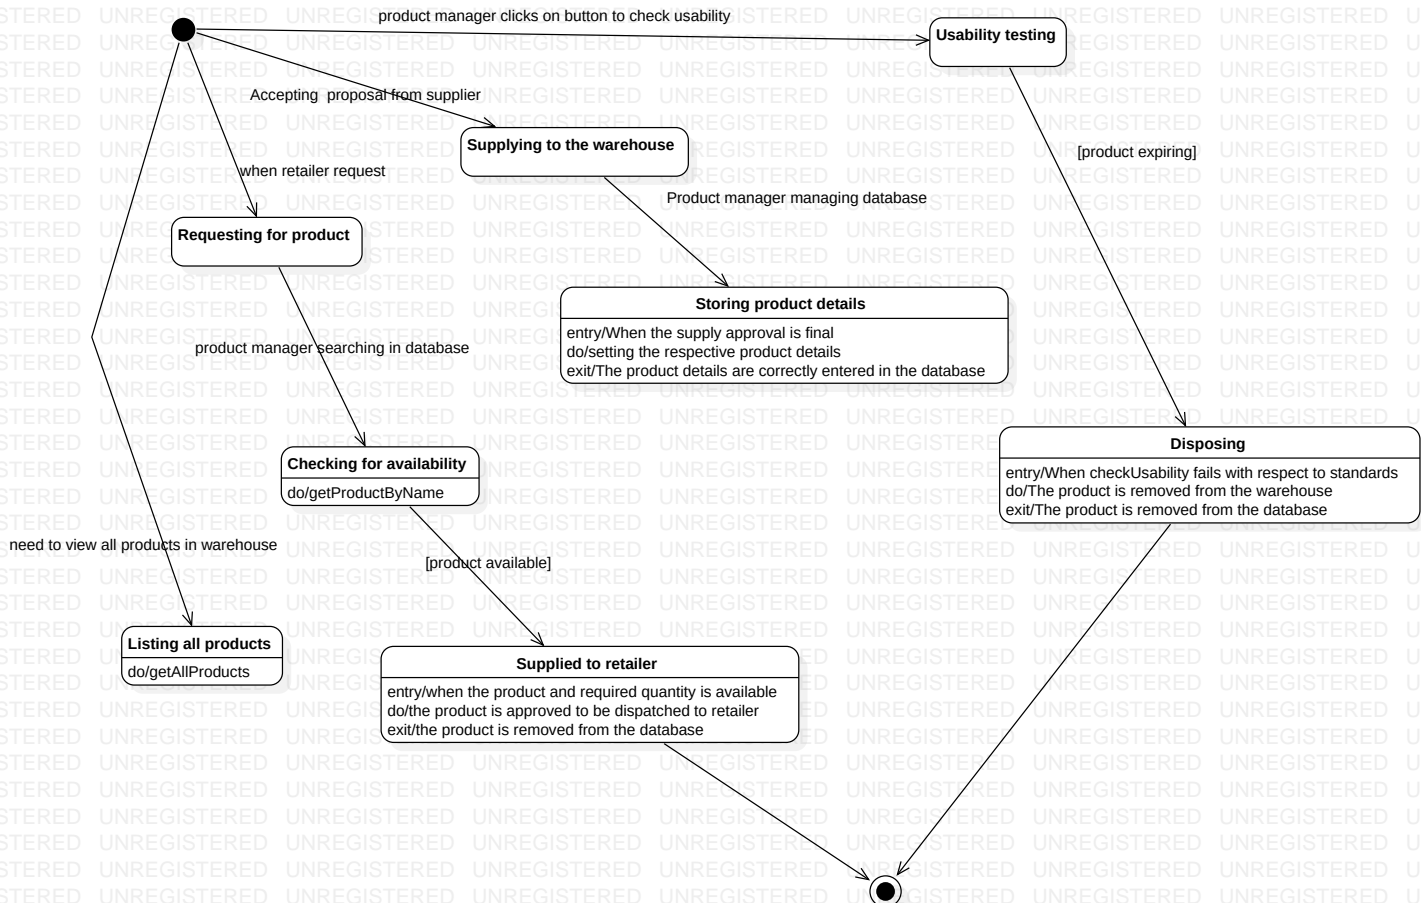 product manager clicks on button to check usability
Usability testing
Accepting  proposal from supplier
Supplying to the warehouse
[product expiring]
when retailer request
Product manager managing database
Requesting for product
Storing product details
entry/When the supply approval is final
do/setting the respective product details
exit/The product details are correctly entered in the database
product manager searching in database
Disposing
entry/When checkUsability fails with respect to standards
do/The product is removed from the warehouse
exit/The product is removed from the database
Checking for availability
do/getProductByName
need to view all products in warehouse
[product available]
Listing all products
do/getAllProducts
Supplied to retailer
entry/when the product and required quantity is available
do/the product is approved to be dispatched to retailer
exit/the product is removed from the database
UNREGISTERED